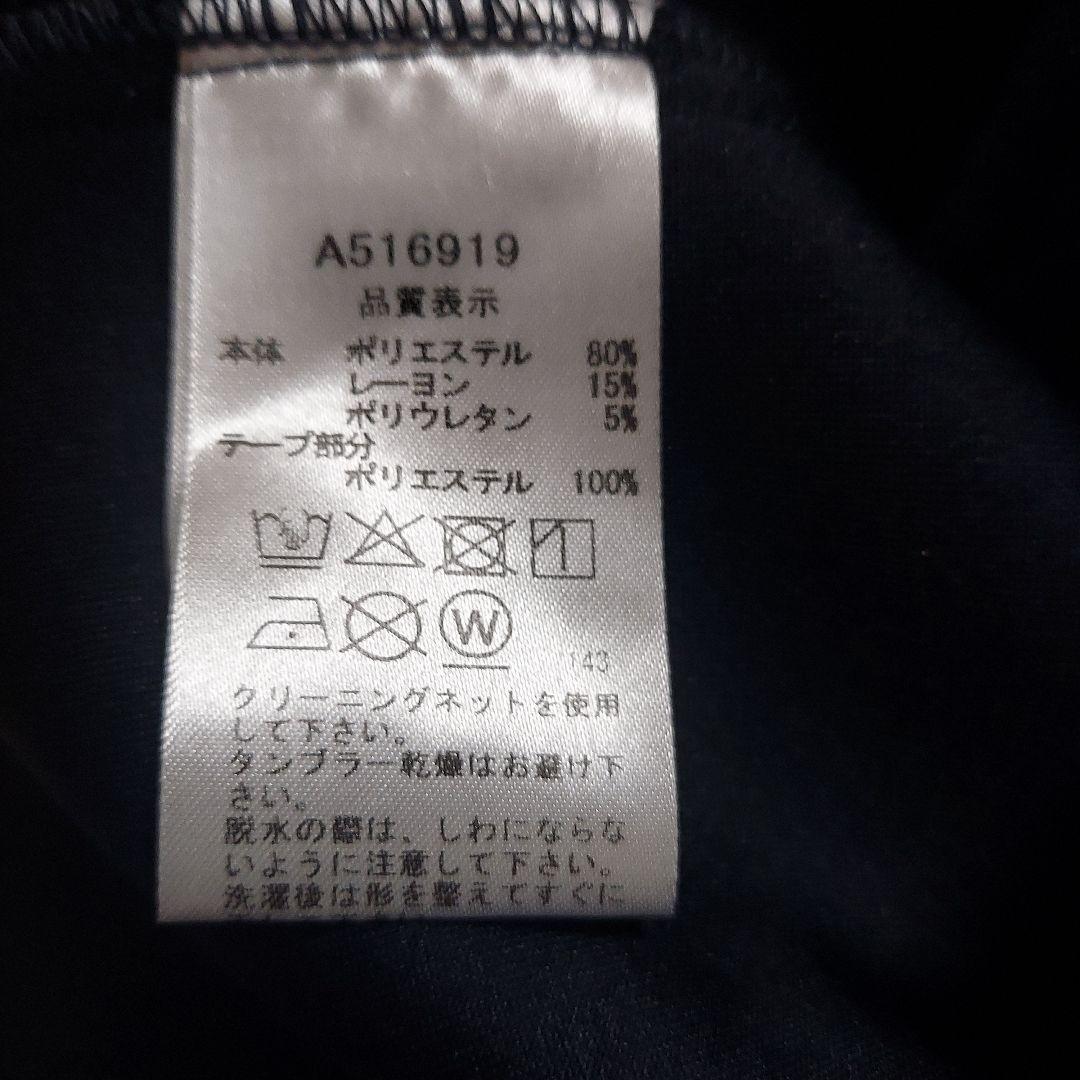 A516919
品質表示
本体 ポリエステル 80%
レーヨン 15%
ポリウレタン 5%
テープ部分
ポリエステル 100%
W
143
クリーニングネットを使用
して下さい。
タンブラー乾燥はお避け下
さい。
脱水の際は、しわにならな
いように注意して下さい。
洗濯後は形を整えてすぐに